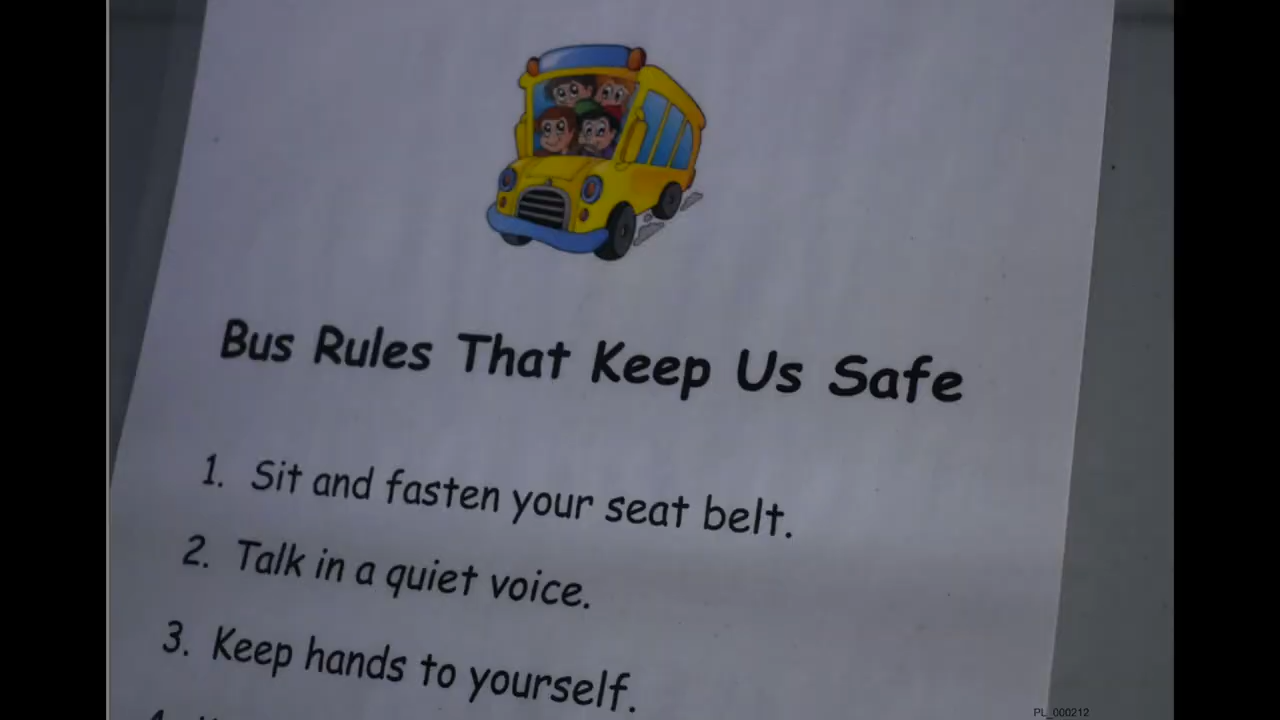 Bus Rules That Keep Us Safe
1. Sit and fasten your seat belt.
2. Talk in a quiet voice.
3. Keep hands to yourself.
PL_000212